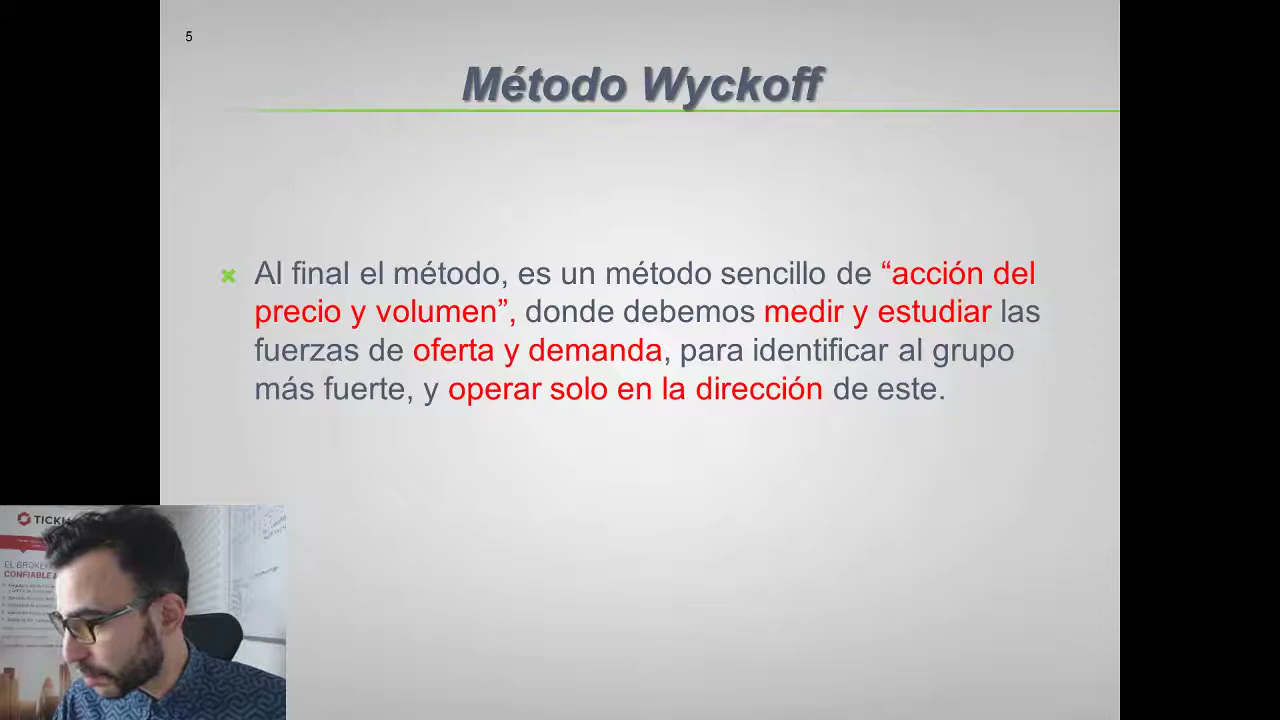 5
Método Wyckoff
Al final el método, es un método sencillo de “acción del
precio y volumen”, donde debemos medir y estudiar las
fuerzas de oferta y demanda, para identificar al grupo
más fuerte, y operar solo en la dirección de este.
EL
CONFIABLE